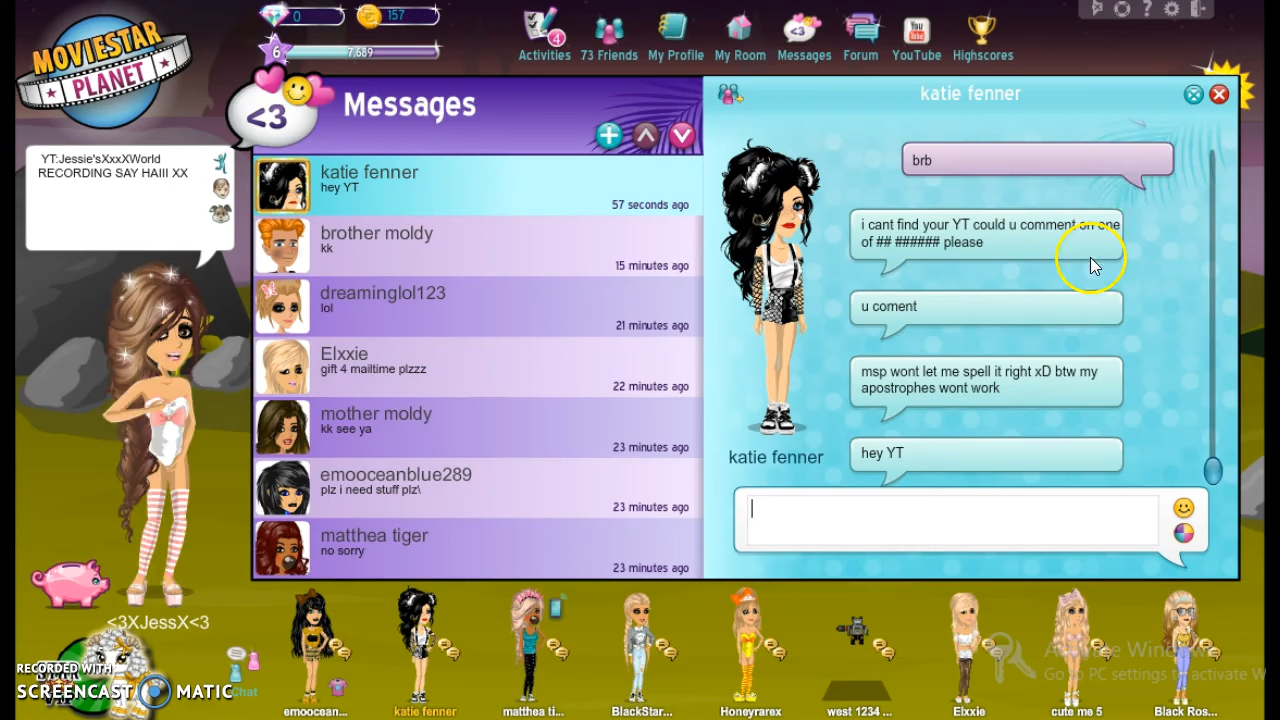 MOVIESTAR
PLANET
0
157
6
7.689
4
Activities
73 Friends
My Profile
My Room
Messages
Forum
You
Tube
YouTube
Highscores
YT:Jessie'sXxxXWorld
RECORDING SAY HAIII XX
<3
Messages
katie fenner
hey YT
57 seconds ago
brother moldy
kk
15 minutes ago
dreaminglol123
lol
21 minutes ago
Elxxie
gift 4 mailtime plzzz
22 minutes ago
mother moldy
kk see ya
23 minutes ago
emooceanblue289
plz i need stuff plz\
23 minutes ago
matthea tiger
no sorry
23 minutes ago
katie fenner
brb
i cant find your YT could u comment on one
of ## ###### please
u coment
msp wont let me spell it right xD btw my
apostrophes wont work
hey YT
katie fenner
<3XJessX<3
Chat
RECORDED WITH
SCREENCAST MATIC
emoocean...
katie fenner
matthea ti...
BlackStar...
Honeyrarex
west 1234 ...
Elxxie
cute me 5
Black Ros...
Activate Windows
Go to PC settings to activate W